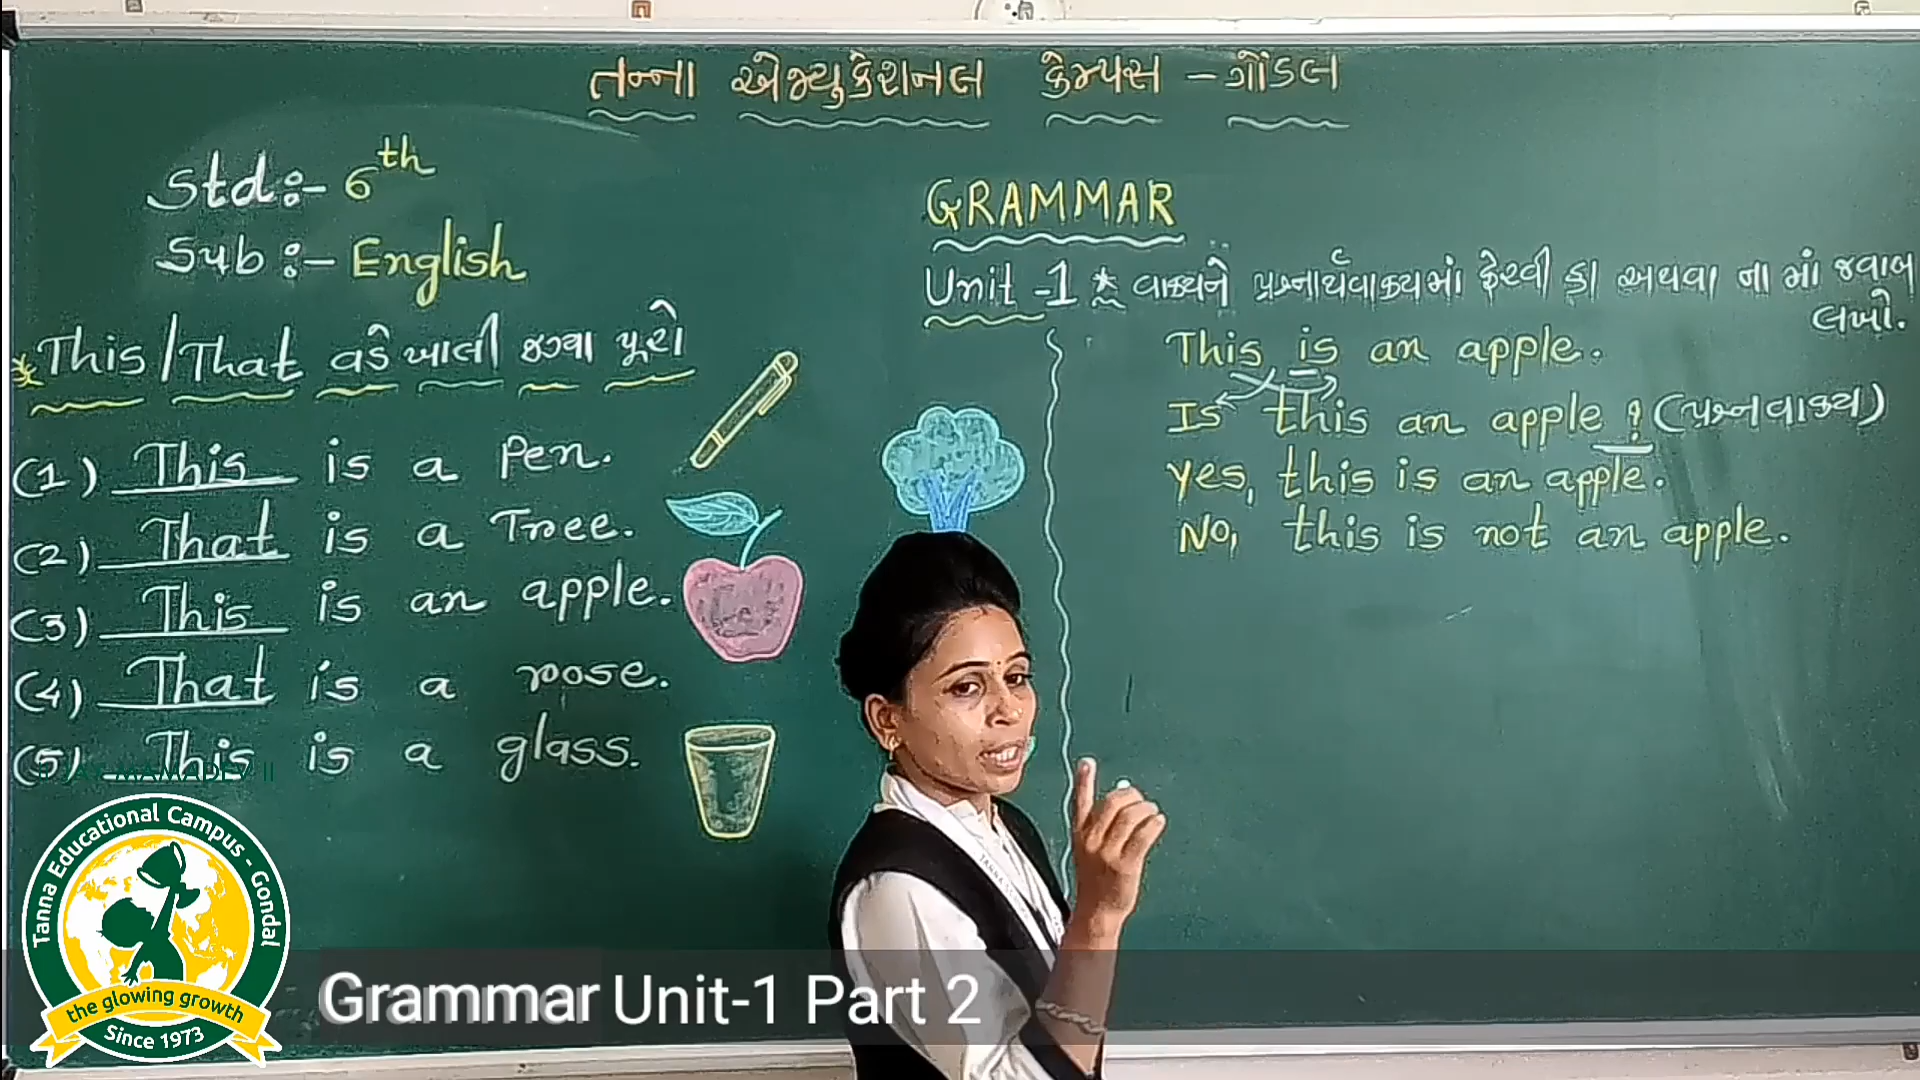 તન્ના એજ્યુકેશનલ કેમ્પસ - ગોંડલ
Std :- 6th
Sub :- English
* This / That વડે ખાલી જગ્યા પૂરો
(1) This is a Pen.
(2) That is a Tree.
(3) This is an apple.
(4) That is a rose.
(5) This is a glass.
GRAMMAR
Unit -1 * વાક્યને પ્રશ્નાર્થવાક્યમાં ફેરવી હા અથવા ના માં જવાબ
લખો.
This is an apple.
Is this an apple ? (પ્રશ્નવાક્ય)
Yes, this is an apple.
No, this is not an apple.
Tanna Educational Campus - Gondal
the glowing growth
Since 1973
Grammar Unit-1 Part 2